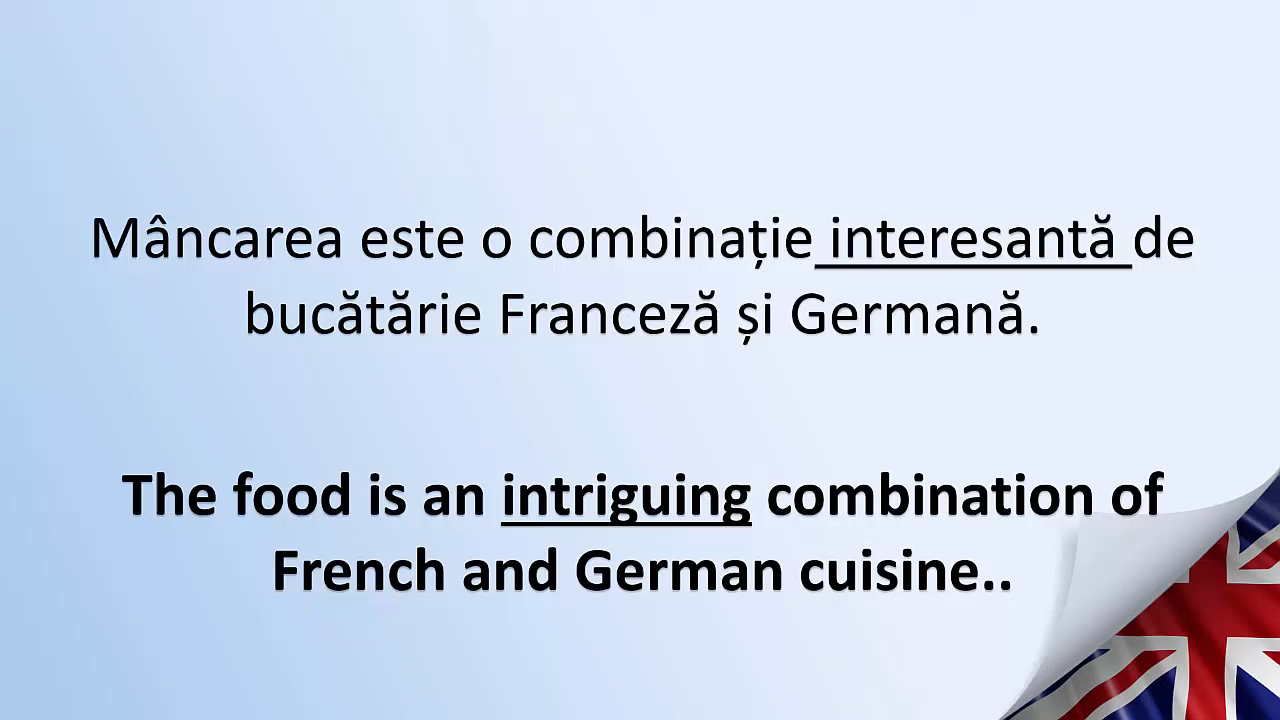 Mâncarea este o combinație interesantă de
bucătărie Franceză și Germană.
The food is an intriguing combination of
French and German cuisine..